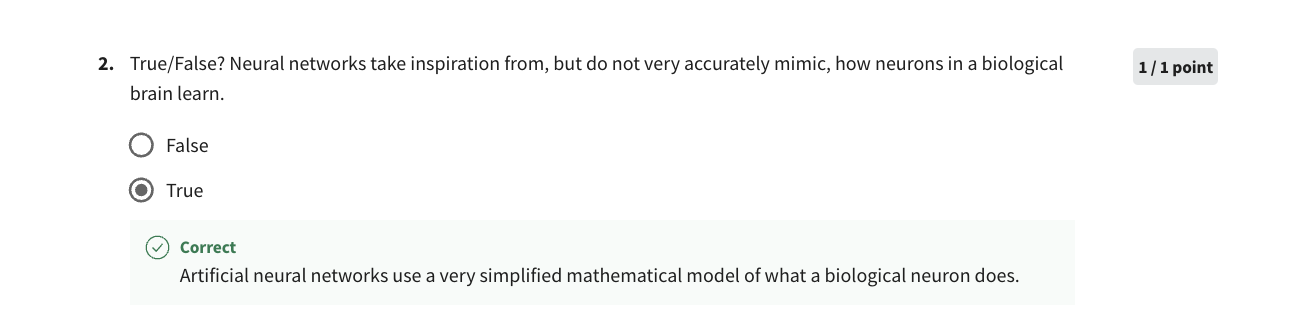 2. True/False? Neural networks take inspiration from, but do not very accurately mimic, how neurons in a biological
1 / 1 point
brain learn.
False
True
Correct
Artificial neural networks use a very simplified mathematical model of what a biological neuron does.